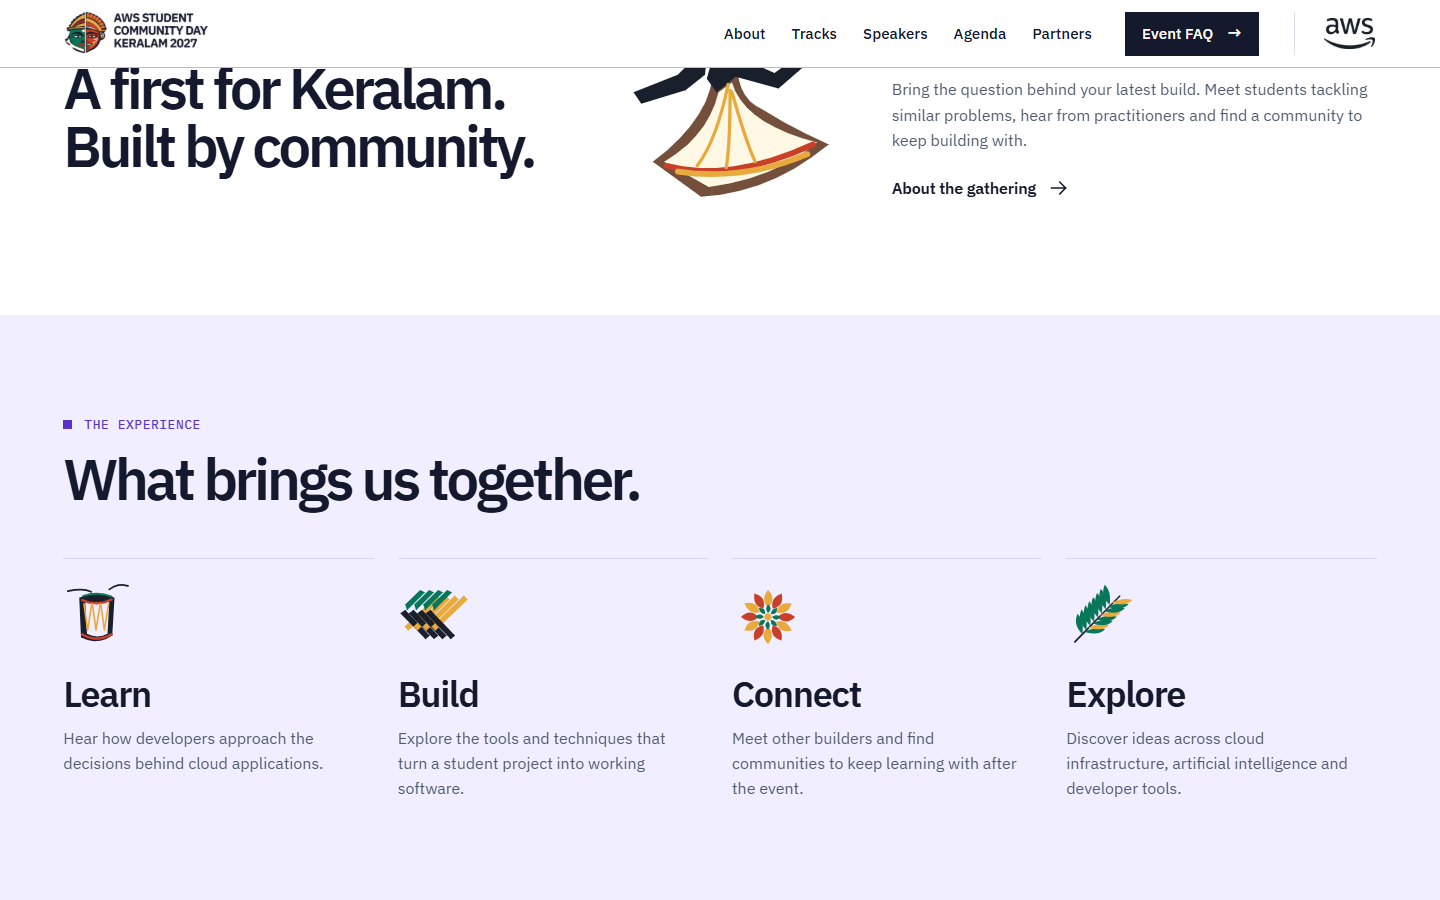 AWS STUDENT
COMMUNITY DAY
KERALAM 2027
About
Tracks
Speakers
Agenda
Partners
Event FAQ →
aws
A first for Keralam.
Built by community.
Bring the question behind your latest build. Meet students tackling
similar problems, hear from practitioners and find a community to
keep building with.
About the gathering →
THE EXPERIENCE
What brings us together.
Learn
Hear how developers approach the
decisions behind cloud applications.
Build
Explore the tools and techniques that
turn a student project into working
software.
Connect
Meet other builders and find
communities to keep learning with after
the event.
Explore
Discover ideas across cloud
infrastructure, artificial intelligence and
developer tools.